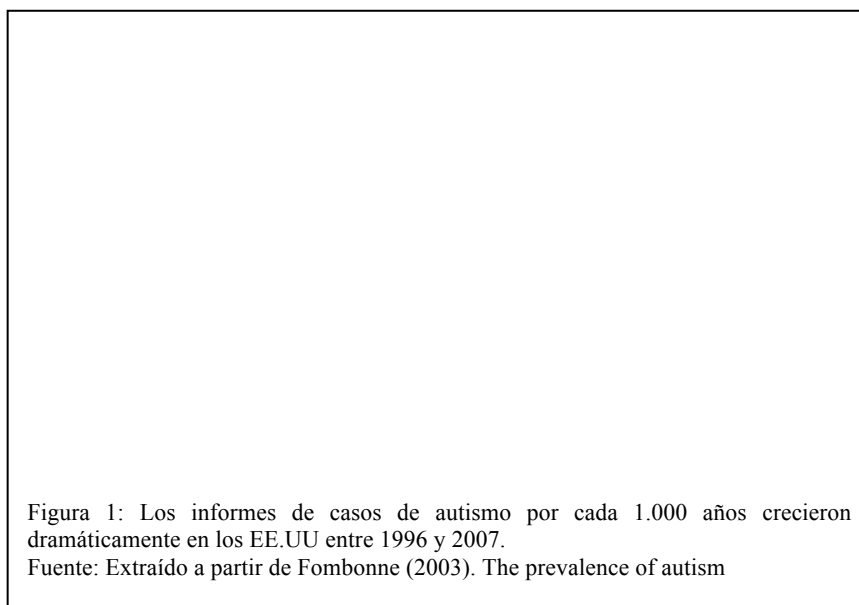 Figura 1: Los informes de casos de autismo por cada 1.000 años crecieron
dramáticamente en los EE.UU entre 1996 y 2007.
Fuente: Extraído a partir de Fombonne (2003). The prevalence of autism